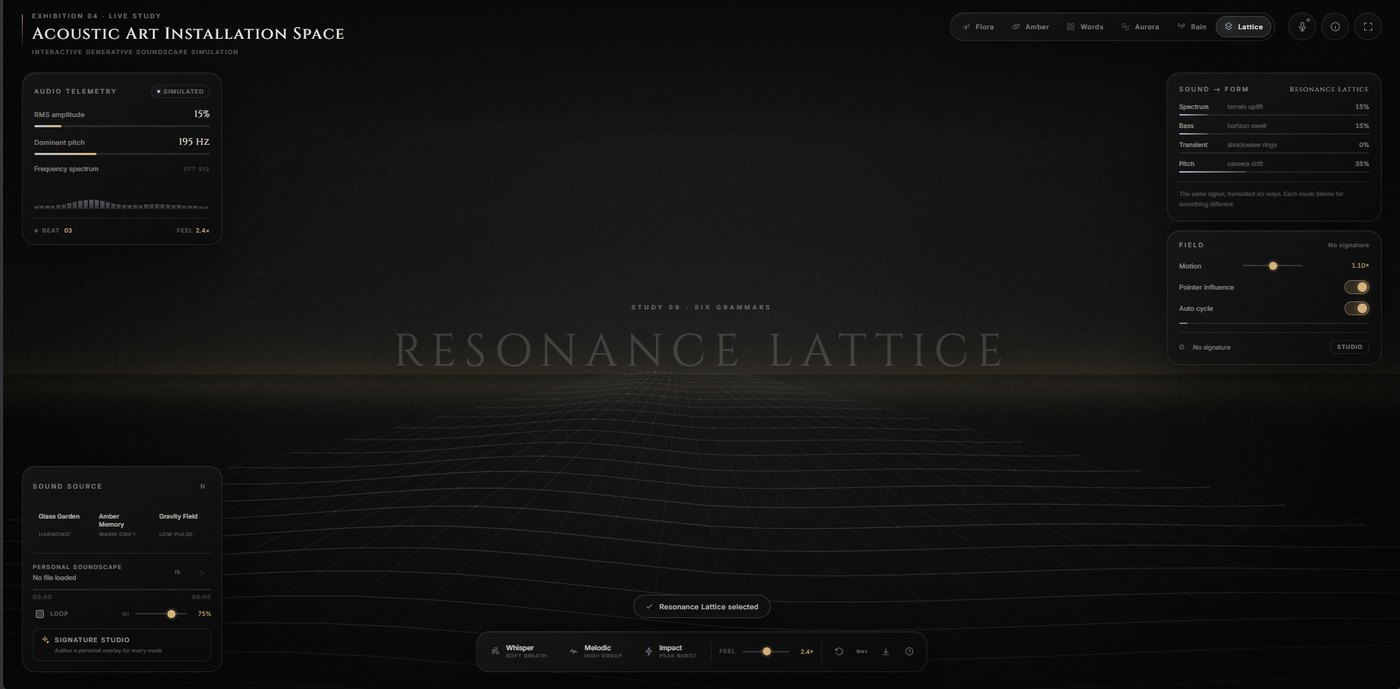 EXHIBITION 04 · LIVE STUDY
ACOUSTIC ART INSTALLATION SPACE
INTERACTIVE GENERATIVE SOUNDSCAPE SIMULATION
Flora
Amber
Words
Aurora
Rain
Lattice
AUDIO TELEMETRY
SIMULATED
RMS amplitude 15%
Dominant pitch 195 HZ
Frequency spectrum FFT 512
BEAT 03 FEEL 2.4×
SOUND → FORM RESONANCE LATTICE
Spectrum terrain uplift 15%
Bass horizon swell 15%
Transient shockwave rings 0%
Pitch camera drift 35%
The same signal, translated six ways. Each mode listens for
something different.
FIELD No signature
Motion 1.10×
Pointer influence
Auto cycle
No signature STUDIO
STUDY 06 · SIX GRAMMARS
RESONANCE LATTICE
SOUND SOURCE N
Glass Garden
HARMONIC
Amber
Memory
WARM DRIFT
Gravity Field
LOW PULSE
PERSONAL SOUNDSCAPE
No file loaded
00:00 00:00
LOOP 75%
SIGNATURE STUDIO
Author a personal overlay for every mode
Resonance Lattice selected
Whisper
SOFT BREATH
Melodic
HIGH SWEEP
Impact
PEAK BURST
FEEL 2.4×